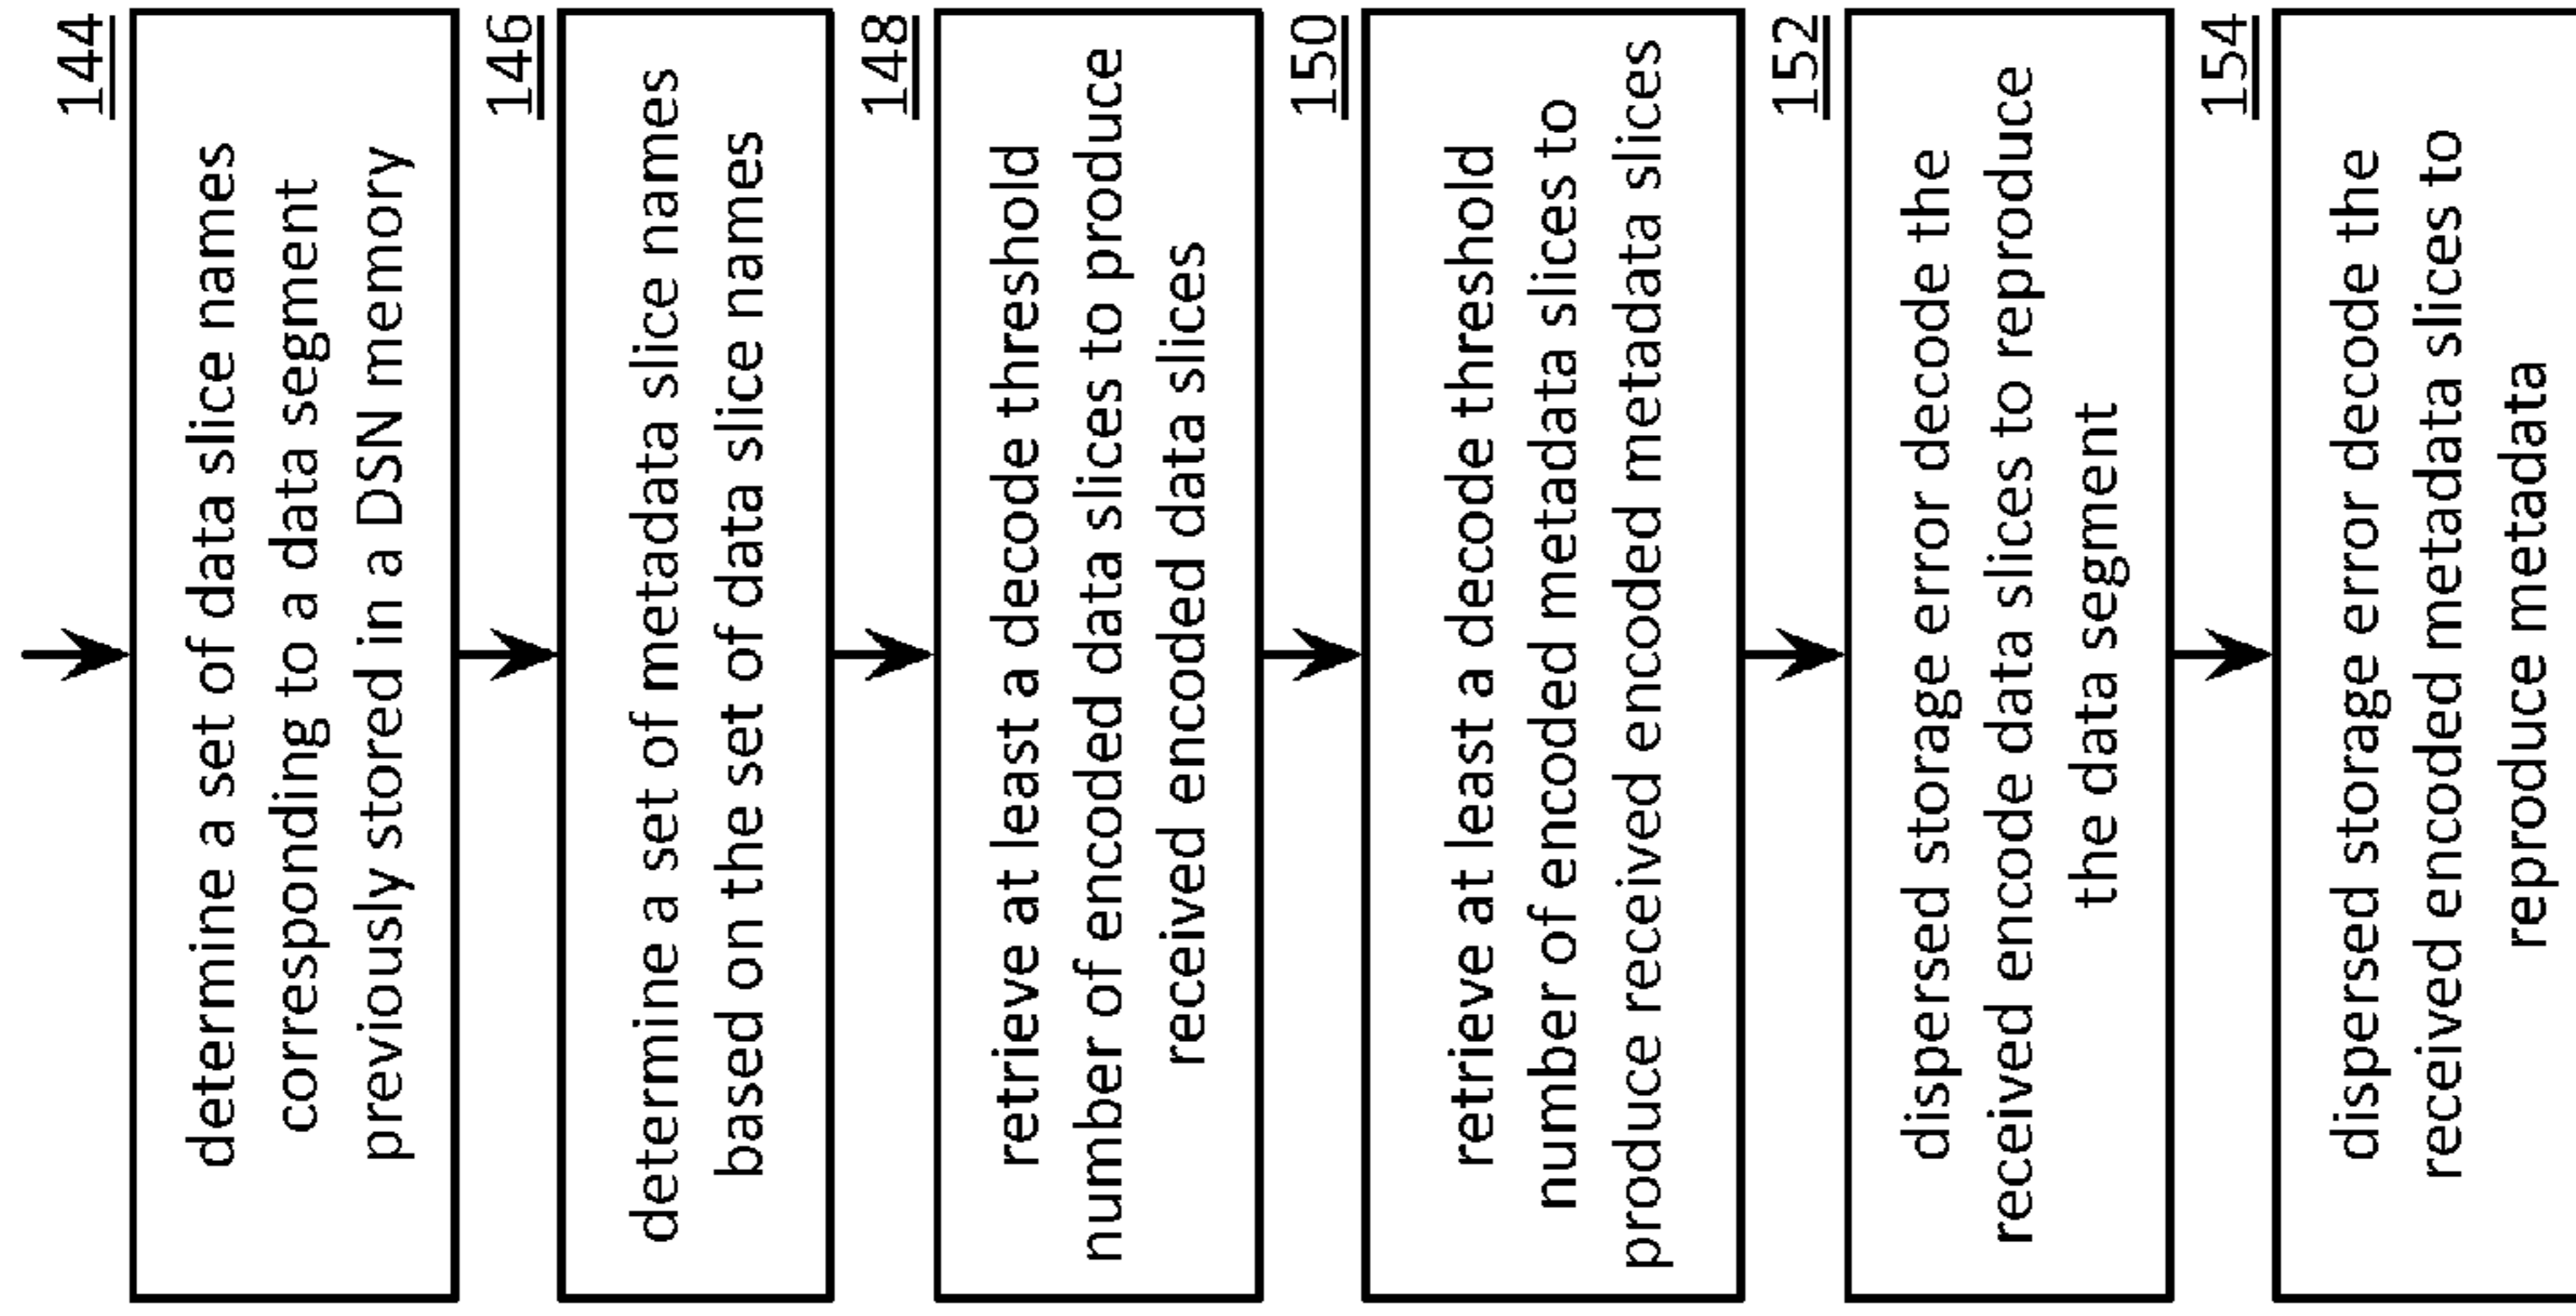 144
determine a set of data slice names
corresponding to a data segment
previously stored in a DSN memory
146
determine a set of metadata slice names
based on the set of data slice names
148
retrieve at least a decode threshold
number of encoded data slices to produce
received encoded data slices
150
retrieve at least a decode threshold
number of encoded metadata slices to
produce received encoded metadata slices
152
dispersed storage error decode the
received encode data slices to reproduce
the data segment
154
dispersed storage error decode the
received encoded metadata slices to
reproduce metadata